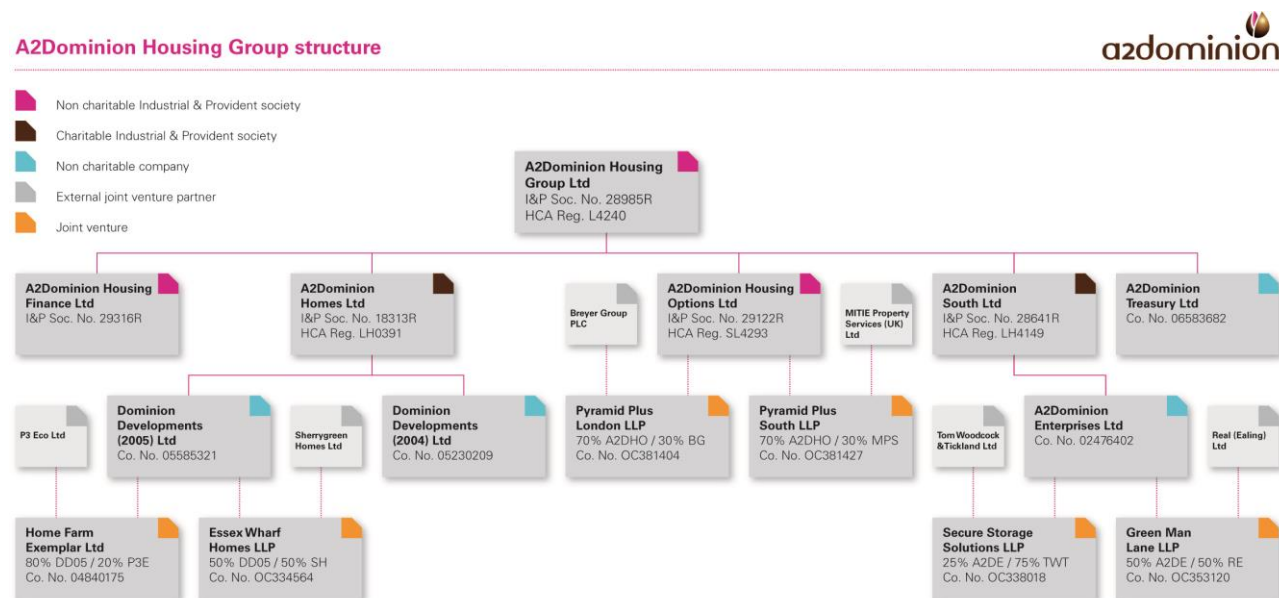 A2Dominion Housing Group structure
a2dominion
Non charitable Industrial & Provident society
Charitable Industrial & Provident society
Non charitable company
External joint venture partner
Joint venture
A2Dominion Housing
Group Ltd
I&P Soc. No. 28985R
HCA Reg. L4240
A2Dominion Housing
Finance Ltd
I&P Soc. No. 29316R
A2Dominion
Homes Ltd
I&P Soc. No. 18313R
HCA Reg. LH0391
Breyer Group
PLC
A2Dominion Housing
Options Ltd
I&P Soc. No. 29122R
HCA Reg. SL4293
MITIE Property
Services (UK)
Ltd
A2Dominion
South Ltd
I&P Soc. No. 28641R
HCA Reg. LH4149
A2Dominion
Treasury Ltd
Co. No. 06583682
P3 Eco Ltd
Dominion
Developments
(2005) Ltd
Co. No. 05585321
Sherrygreen
Homes Ltd
Dominion
Developments
(2004) Ltd
Co. No. 05230209
Pyramid Plus
London LLP
70% A2DHO / 30% BG
Co. No. OC381404
Pyramid Plus
South LLP
70% A2DHO / 30% MPS
Co. No. OC381427
Tom Woodcock
&Tickland Ltd
A2Dominion
Enterprises Ltd
Co. No. 02476402
Real (Ealing)
Ltd
Home Farm
Exemplar Ltd
80% DD05 / 20% P3E
Co. No. 04840175
Essex Wharf
Homes LLP
50% DD05 / 50% SH
Co. No. OC334564
Secure Storage
Solutions LLP
25% A2DE / 75% TWT
Co. No. OC338018
Green Man
Lane LLP
50% A2DE / 50% RE
Co. No. OC353120